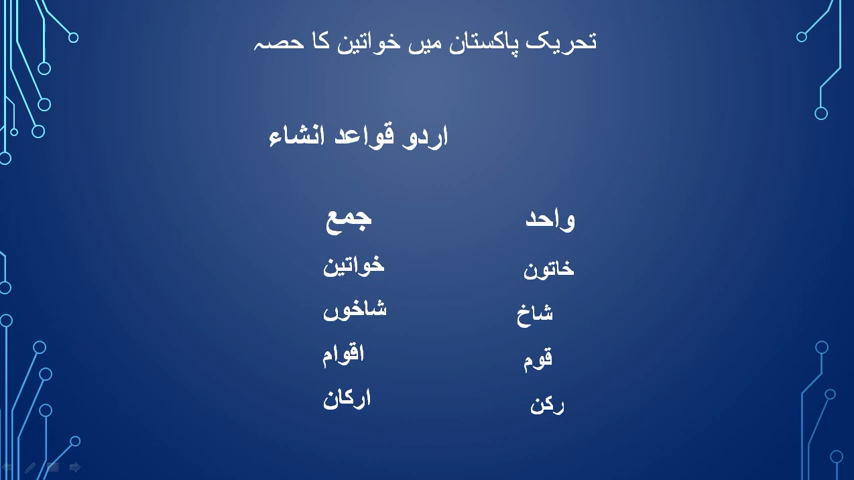 تحریک پاکستان میں خواتین کا حصہ
اردو قواعد انشاء
واحد جمع
خاتون خواتین
شاخ شاخوں
قوم اقوام
رکن ارکان